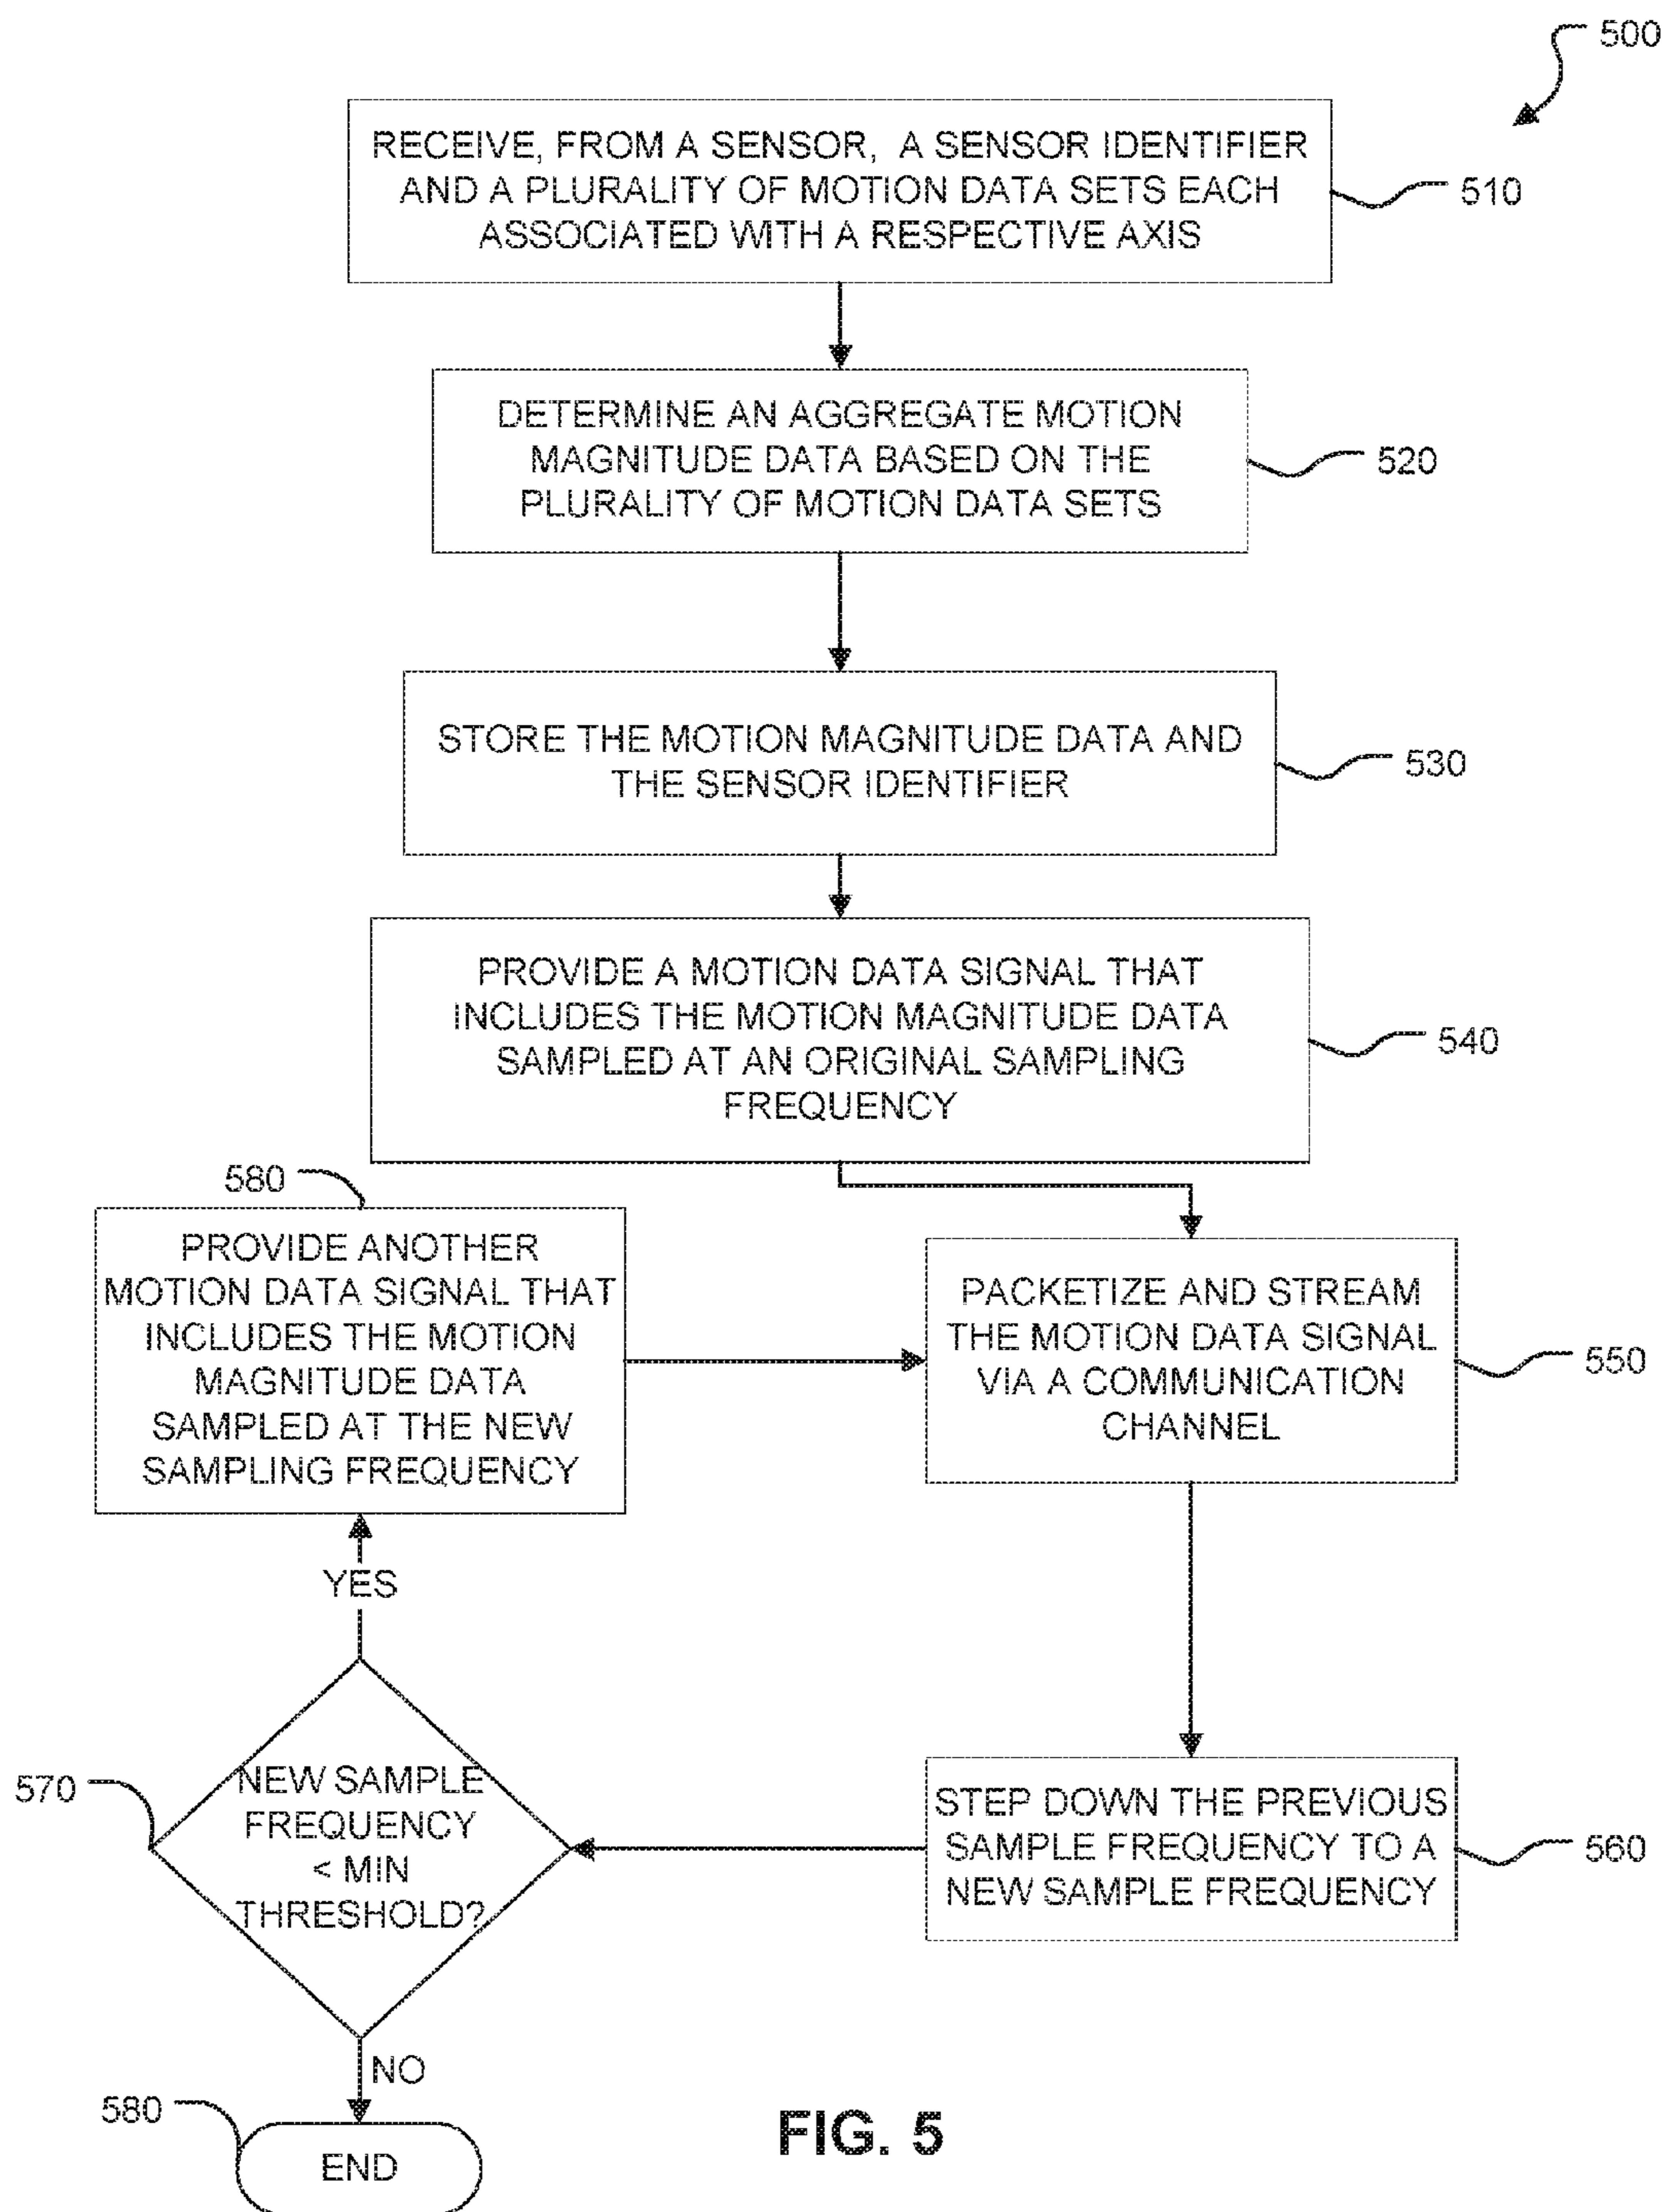 500
RECEIVE, FROM A SENSOR, A SENSOR IDENTIFIER
AND A PLURALITY OF MOTION DATA SETS EACH
ASSOCIATED WITH A RESPECTIVE AXIS
510
DETERMINE AN AGGREGATE MOTION
MAGNITUDE DATA BASED ON THE
PLURALITY OF MOTION DATA SETS
520
STORE THE MOTION MAGNITUDE DATA AND
THE SENSOR IDENTIFIER
530
PROVIDE A MOTION DATA SIGNAL THAT
INCLUDES THE MOTION MAGNITUDE DATA
SAMPLED AT AN ORIGINAL SAMPLING
FREQUENCY
540
580
PROVIDE ANOTHER
MOTION DATA SIGNAL THAT
INCLUDES THE MOTION
MAGNITUDE DATA
SAMPLED AT THE NEW
SAMPLING FREQUENCY
PACKETIZE AND STREAM
THE MOTION DATA SIGNAL
VIA A COMMUNICATION
CHANNEL
550
YES
570
NEW SAMPLE
FREQUENCY
< MIN
THRESHOLD?
STEP DOWN THE PREVIOUS
SAMPLE FREQUENCY TO A
NEW SAMPLE FREQUENCY
560
NO
580
END
FIG. 5